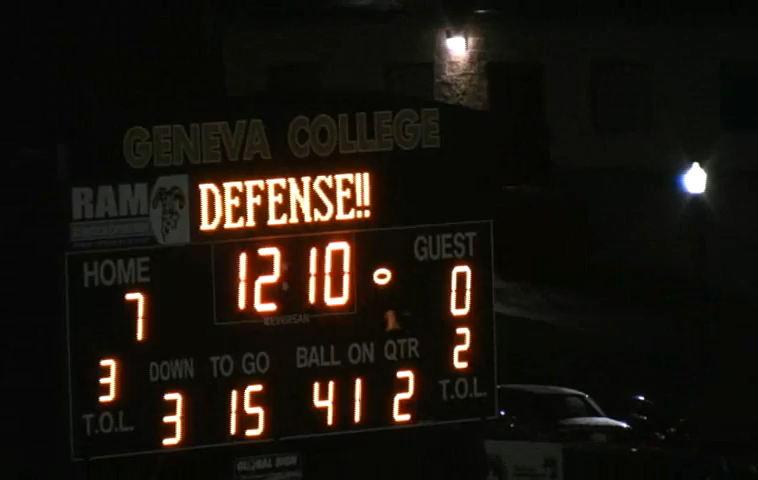 GENEVA COLLEGE
RAM
DEFENSE!!
HOME 12:10 GUEST
7 0
3 DOWN TO GO BALL ON QTR 2
T.O.L. 3 15 41 2 T.O.L.